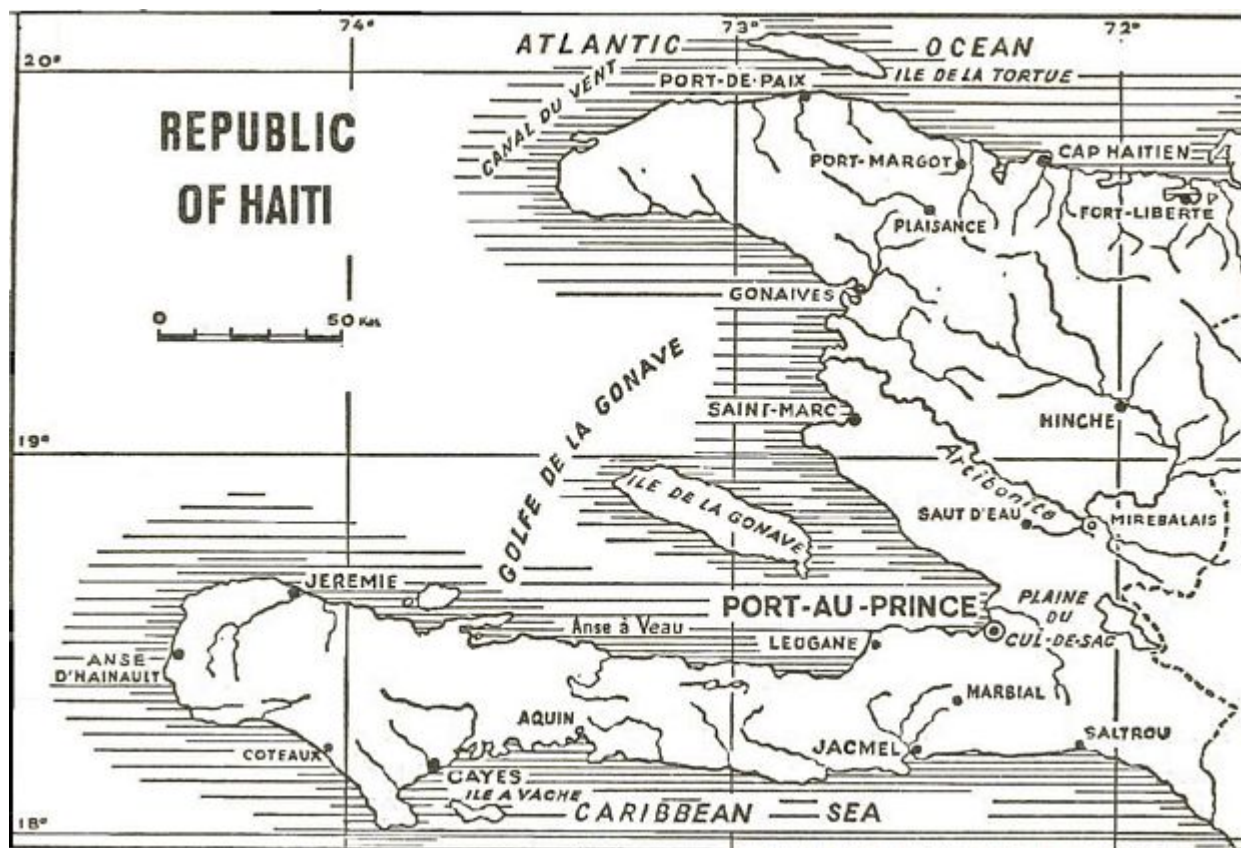 74°
73°
72°
ATLANTIC OCEAN
20°
ILE DE LA TORTUE
PORT-DE-PAIX
CANAL DU VENT
REPUBLIC
OF HAITI
PORT-MARGOT
CAP HAITIEN
FORT-LIBERTE
PLAISANCE
GONAIVES
0
50 Kms
GOLFE DE LA GONAVE
SAINT-MARC
HINCHE
19°
Artibonite
ILE DE LA GONAVE
SAUT D'EAU
MIREBALAIS
JEREMIE
PORT-AU-PRINCE
PLAINE
DU
CUL-DE-SAC
Anse à Veau
LEOGANE
ANSE
D'HAINAULT
MARBIAL
AQUIN
COTEAUX
JACMEL
SALTROU
CAYES
ILE A VACHE
CARIBBEAN SEA
18°